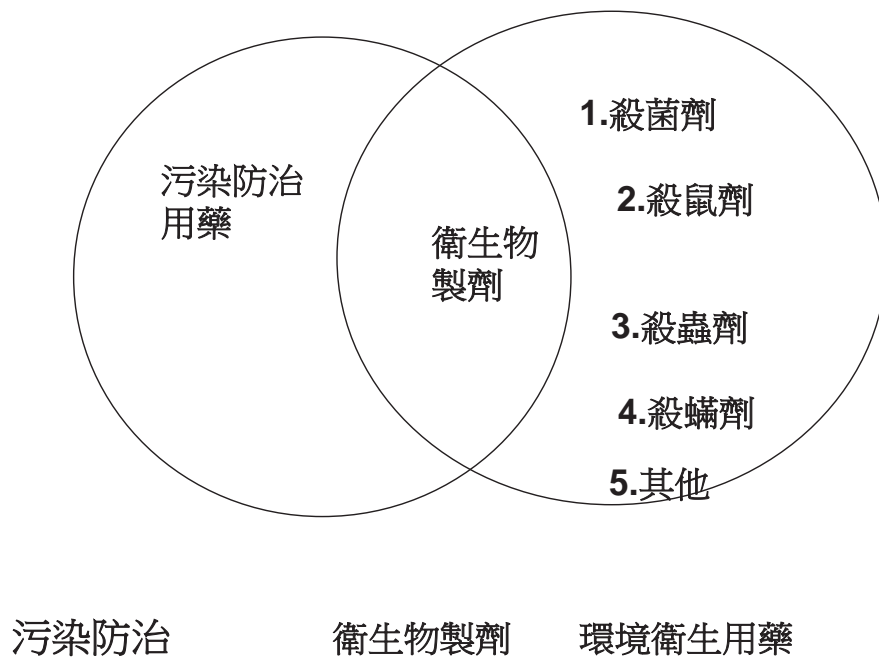 污染防治
用藥
衛生物
製劑
1.殺菌劑
2.殺鼠劑
3.殺蟲劑
4.殺蟎劑
5.其他
污染防治
衛生物製劑
環境衛生用藥